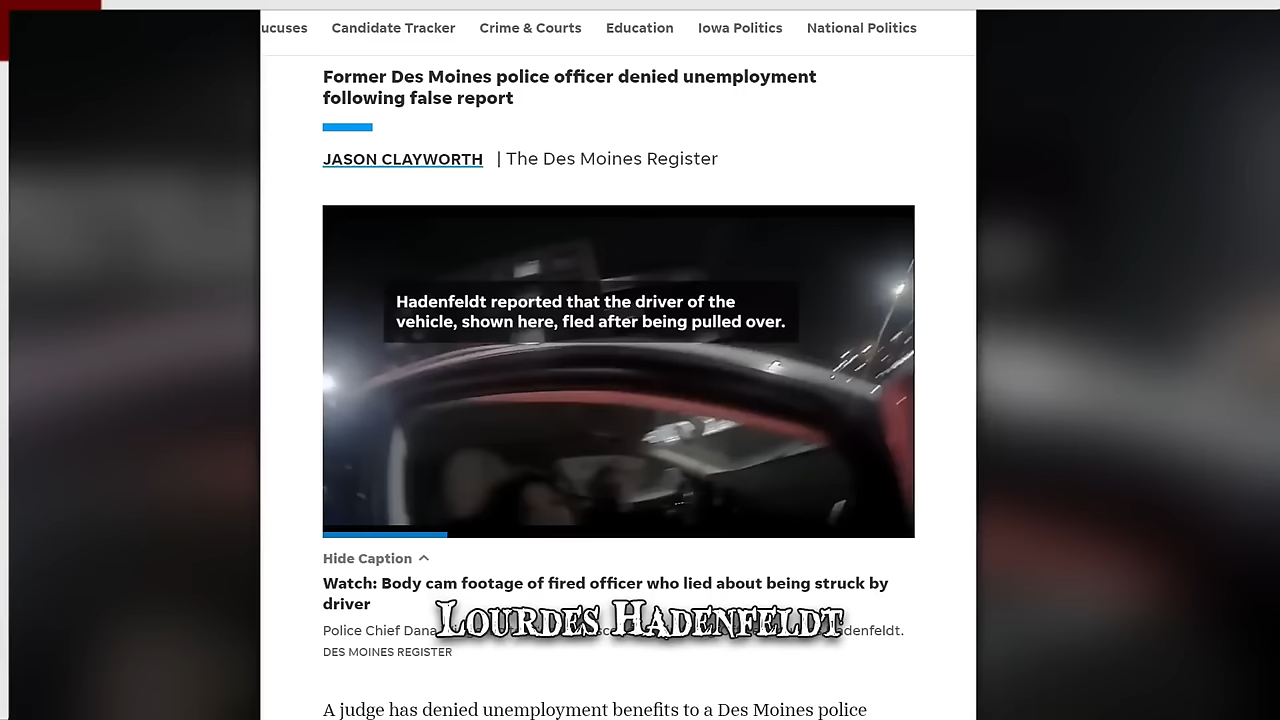 ucuses Candidate Tracker Crime & Courts Education Iowa Politics National Politics
Former Des Moines police officer denied unemployment
following false report
JASON CLAYWORTH | The Des Moines Register
Hadenfeldt reported that the driver of the
vehicle, shown here, fled after being pulled over.
Hide Caption
Watch: Body cam footage of fired officer who lied about being struck by
driver
Lourdes Hadenfeldt
Police Chief Dana denfeldt.
DES MOINES REGISTER
A judge has denied unemployment benefits to a Des Moines police